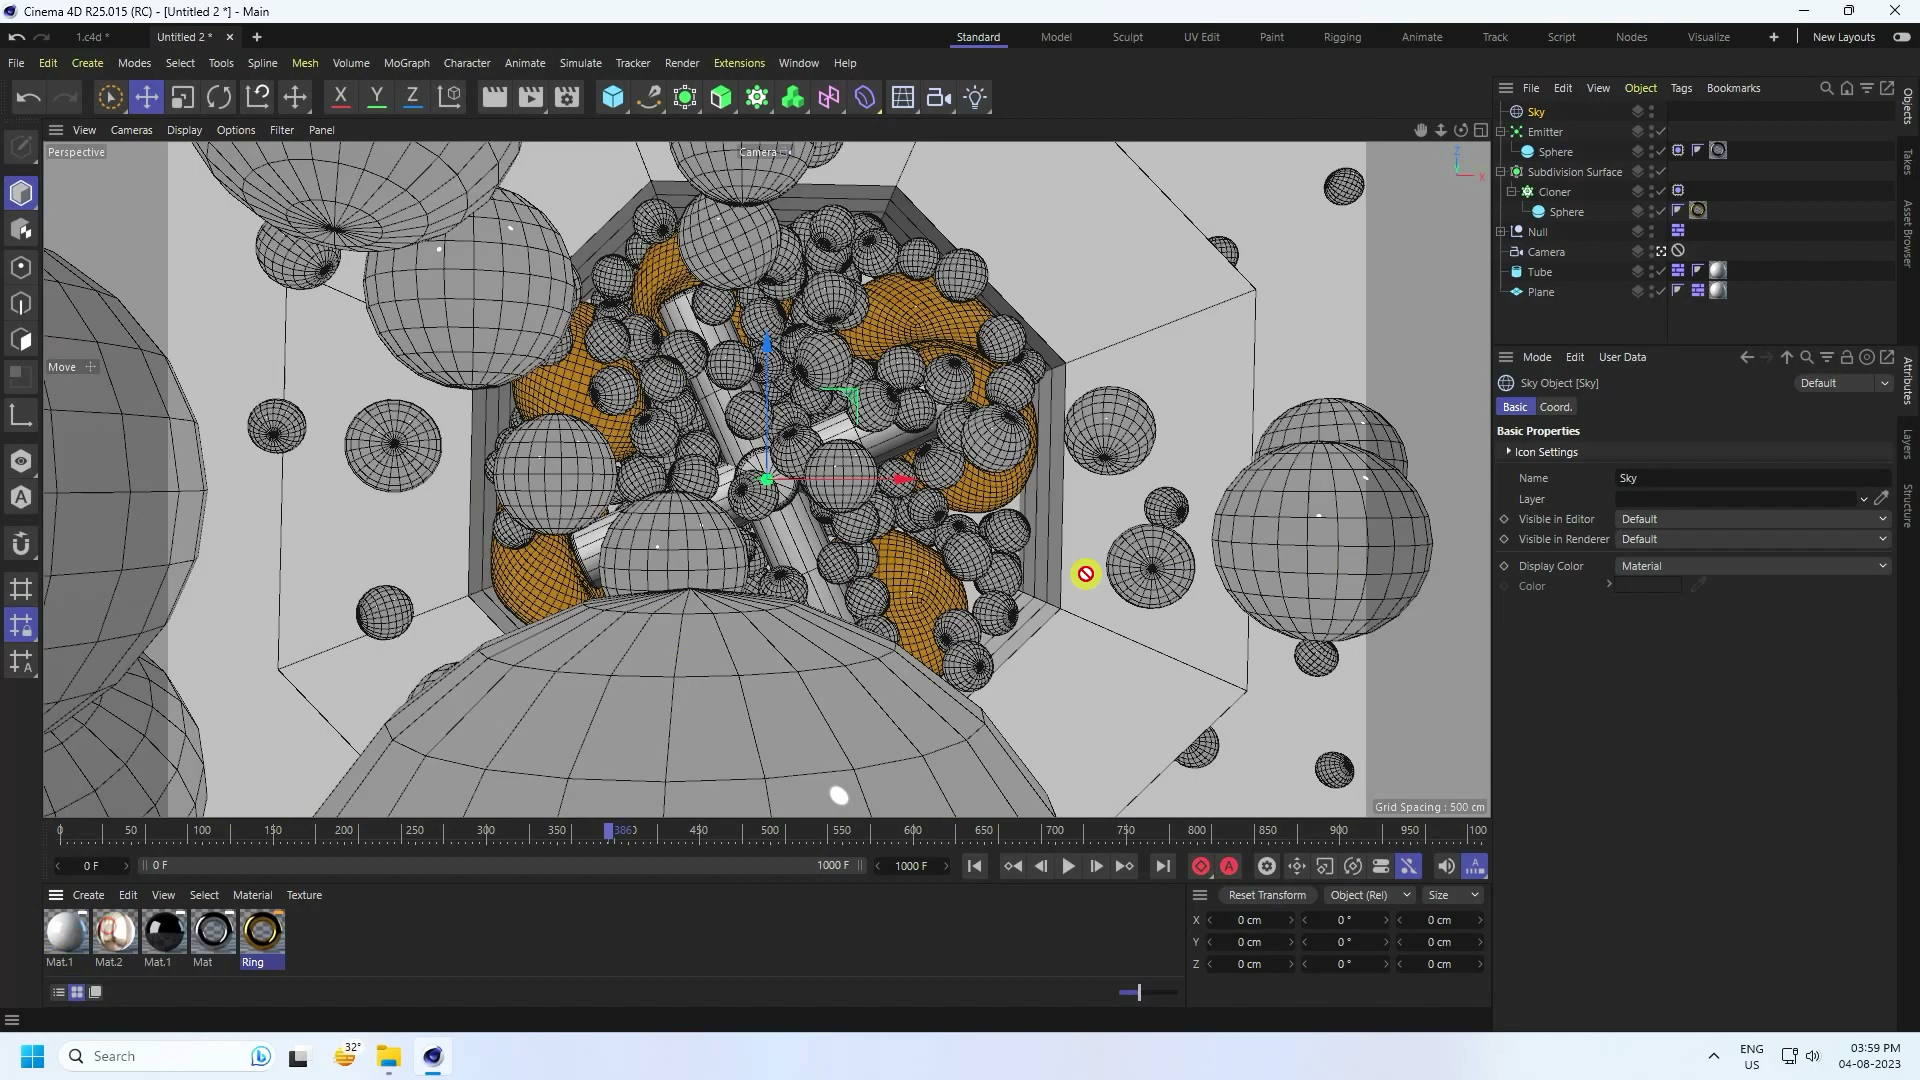 Cinema 4D R25.015 (RC) - [Untitled 2 *] - Main
1.c4d * Untitled 2 * Standard Model Sculpt UV Edit Paint Rigging Animate Track Script Nodes Visualize New Layouts
File Edit Create Modes Select Tools Spline Mesh Volume MoGraph Character Animate Simulate Tracker Render Extensions Window Help
X Y Z
File Edit View Object Tags Bookmarks
View Cameras Display Options Filter Panel
Perspective Camera Z X
Sky
Emitter
Sphere
Subdivision Surface
Cloner
Sphere
Null
Camera
Tube
Plane
Objects
Takes
Asset Browser
Move
Mode Edit User Data
Sky Object [Sky] Default
Basic Coord.
Basic Properties
Icon Settings
Name Sky
Layer
Visible in Editor Default
Visible in Renderer Default
Display Color Material
Color
Attributes
Layers
Structure
Grid Spacing : 500 cm
0 50 100 150 200 250 300 350 386 450 500 550 600 650 700 750 800 850 900 950 100
0 F 0 F 1000 F 1000 F
Create Edit View Select Material Texture
Mat.1 Mat.2 Mat.1 Mat Ring
Reset Transform Object (Rel) Size
X 0 cm 0 ° 0 cm
Y 0 cm 0 ° 0 cm
Z 0 cm 0 ° 0 cm
Search 32°
ENG
US
03:59 PM
04-08-2023